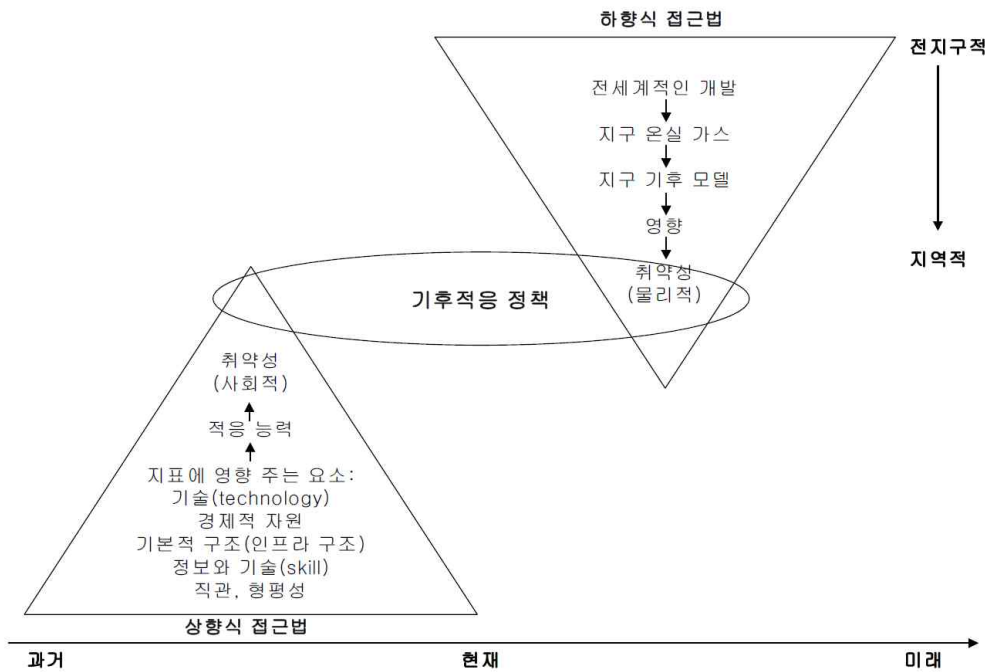 하향식 접근법
전지구적
전세계적인 개발
지구 온실 가스
지구 기후 모델
영향
지역적
취약성
(물리적)
기후적응 정책
취약성
(사회적)
적응 능력
지표에 영향 주는 요소:
기술(technology)
경제적 자원
기본적 구조(인프라 구조)
정보와 기술(skill)
직관, 형평성
상향식 접근법
과거
현재
미래